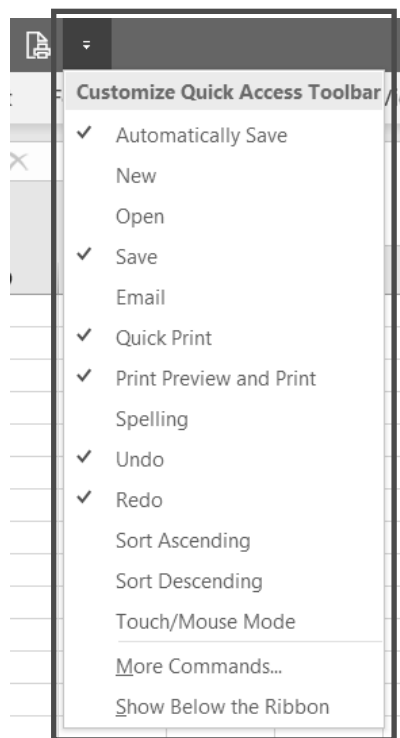 Customize Quick Access Toolbar
Automatically Save
New
Open
Save
Email
Quick Print
Print Preview and Print
Spelling
Undo
Redo
Sort Ascending
Sort Descending
Touch/Mouse Mode
More Commands...
Show Below the Ribbon